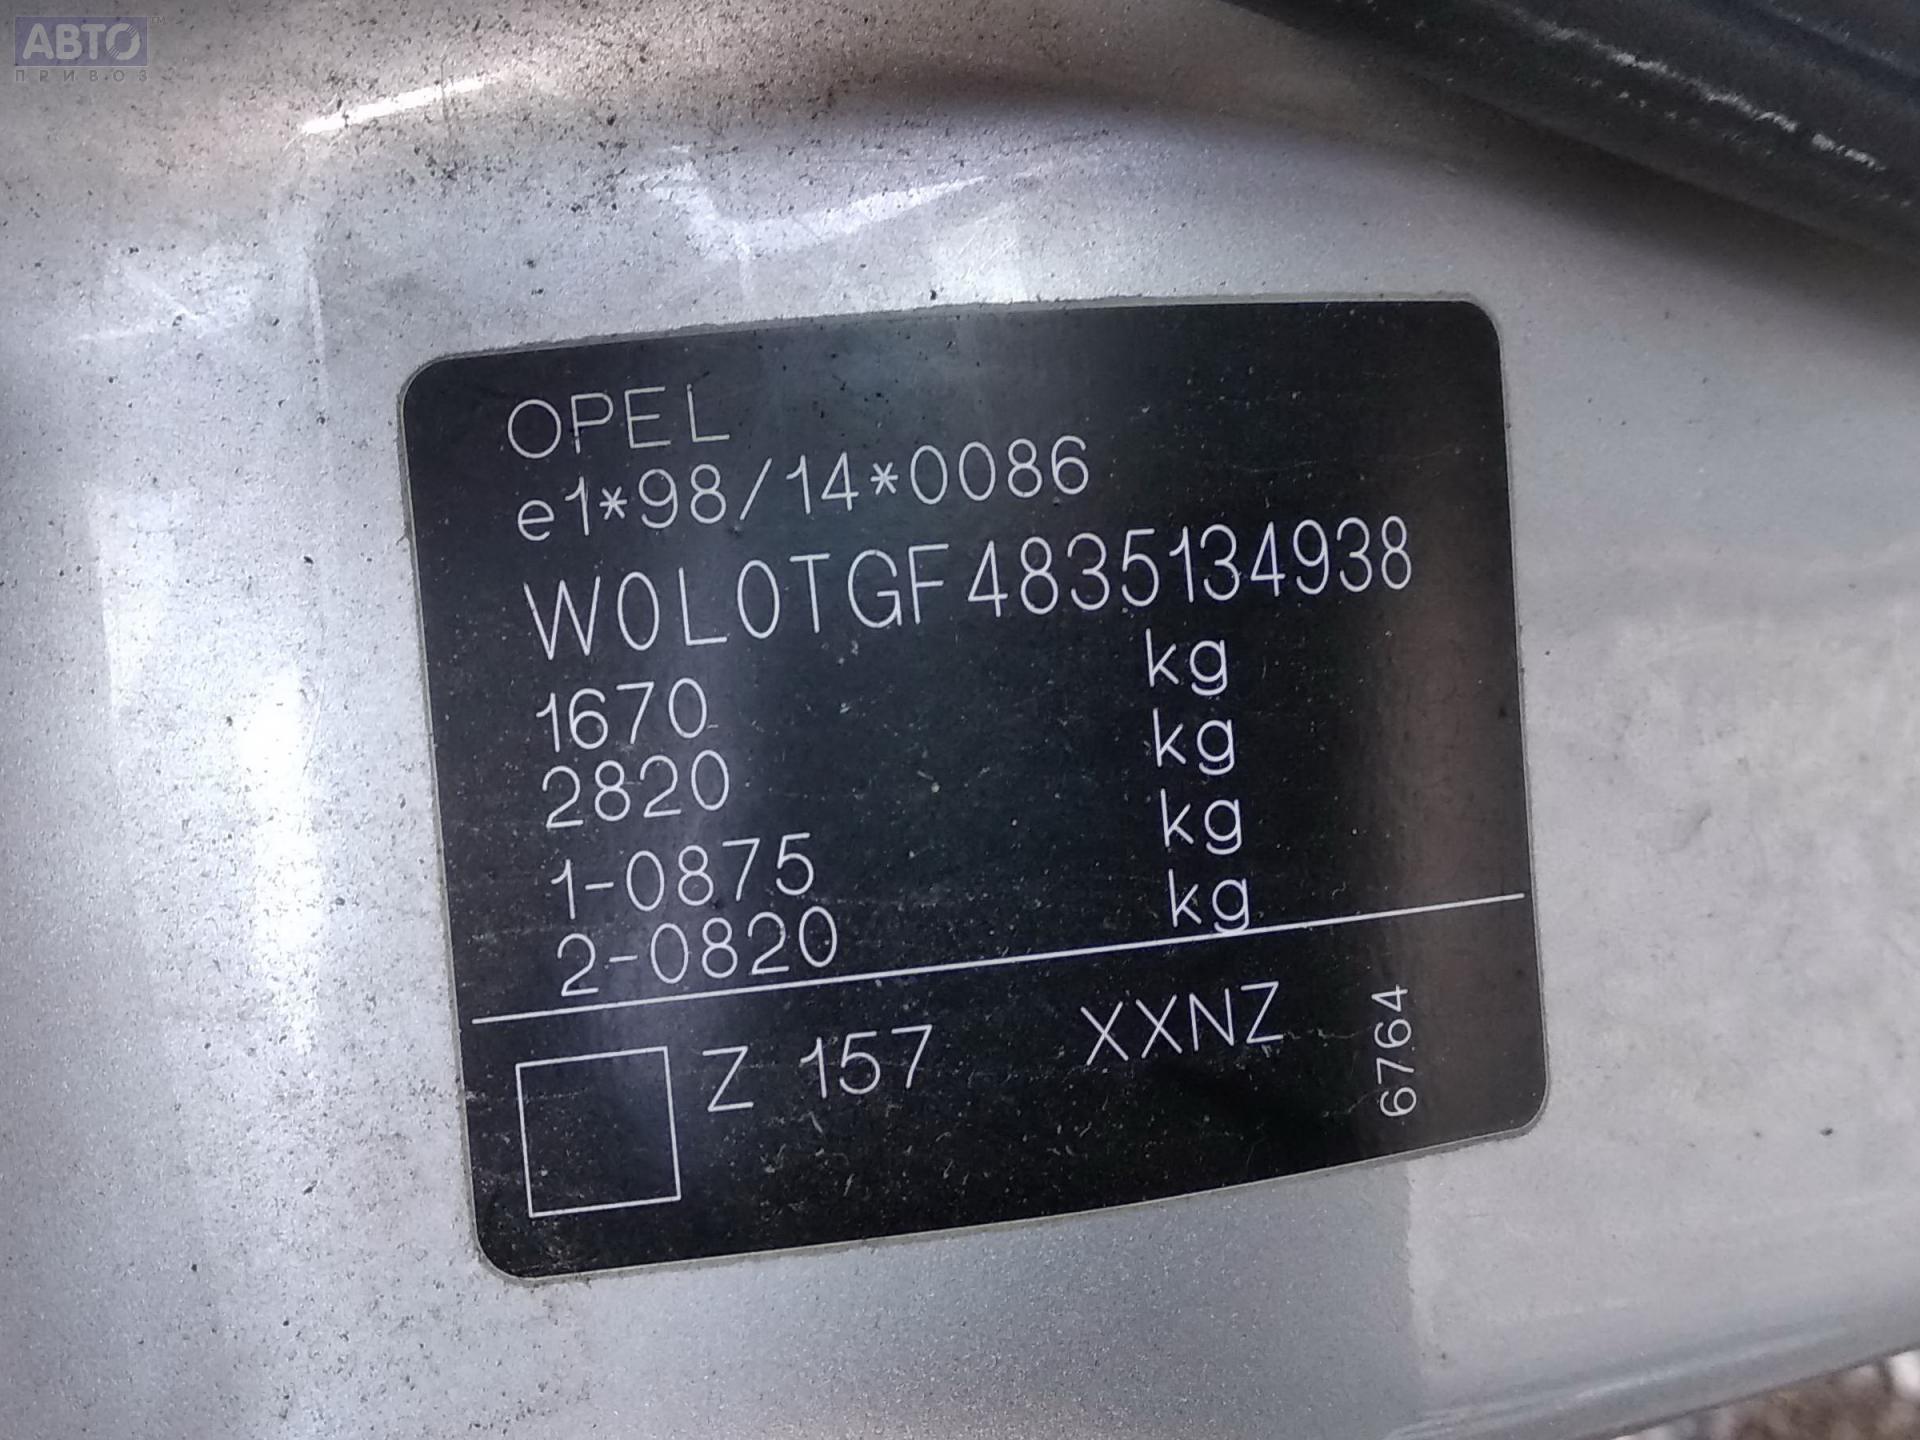 АВТО
ПРИВОЗ
OPEL
e1*98/14*0086
W0L0TGF4835134938
1670 kg
2820 kg
1-0875 kg
2-0820 kg
Z 157 XXNZ
6764